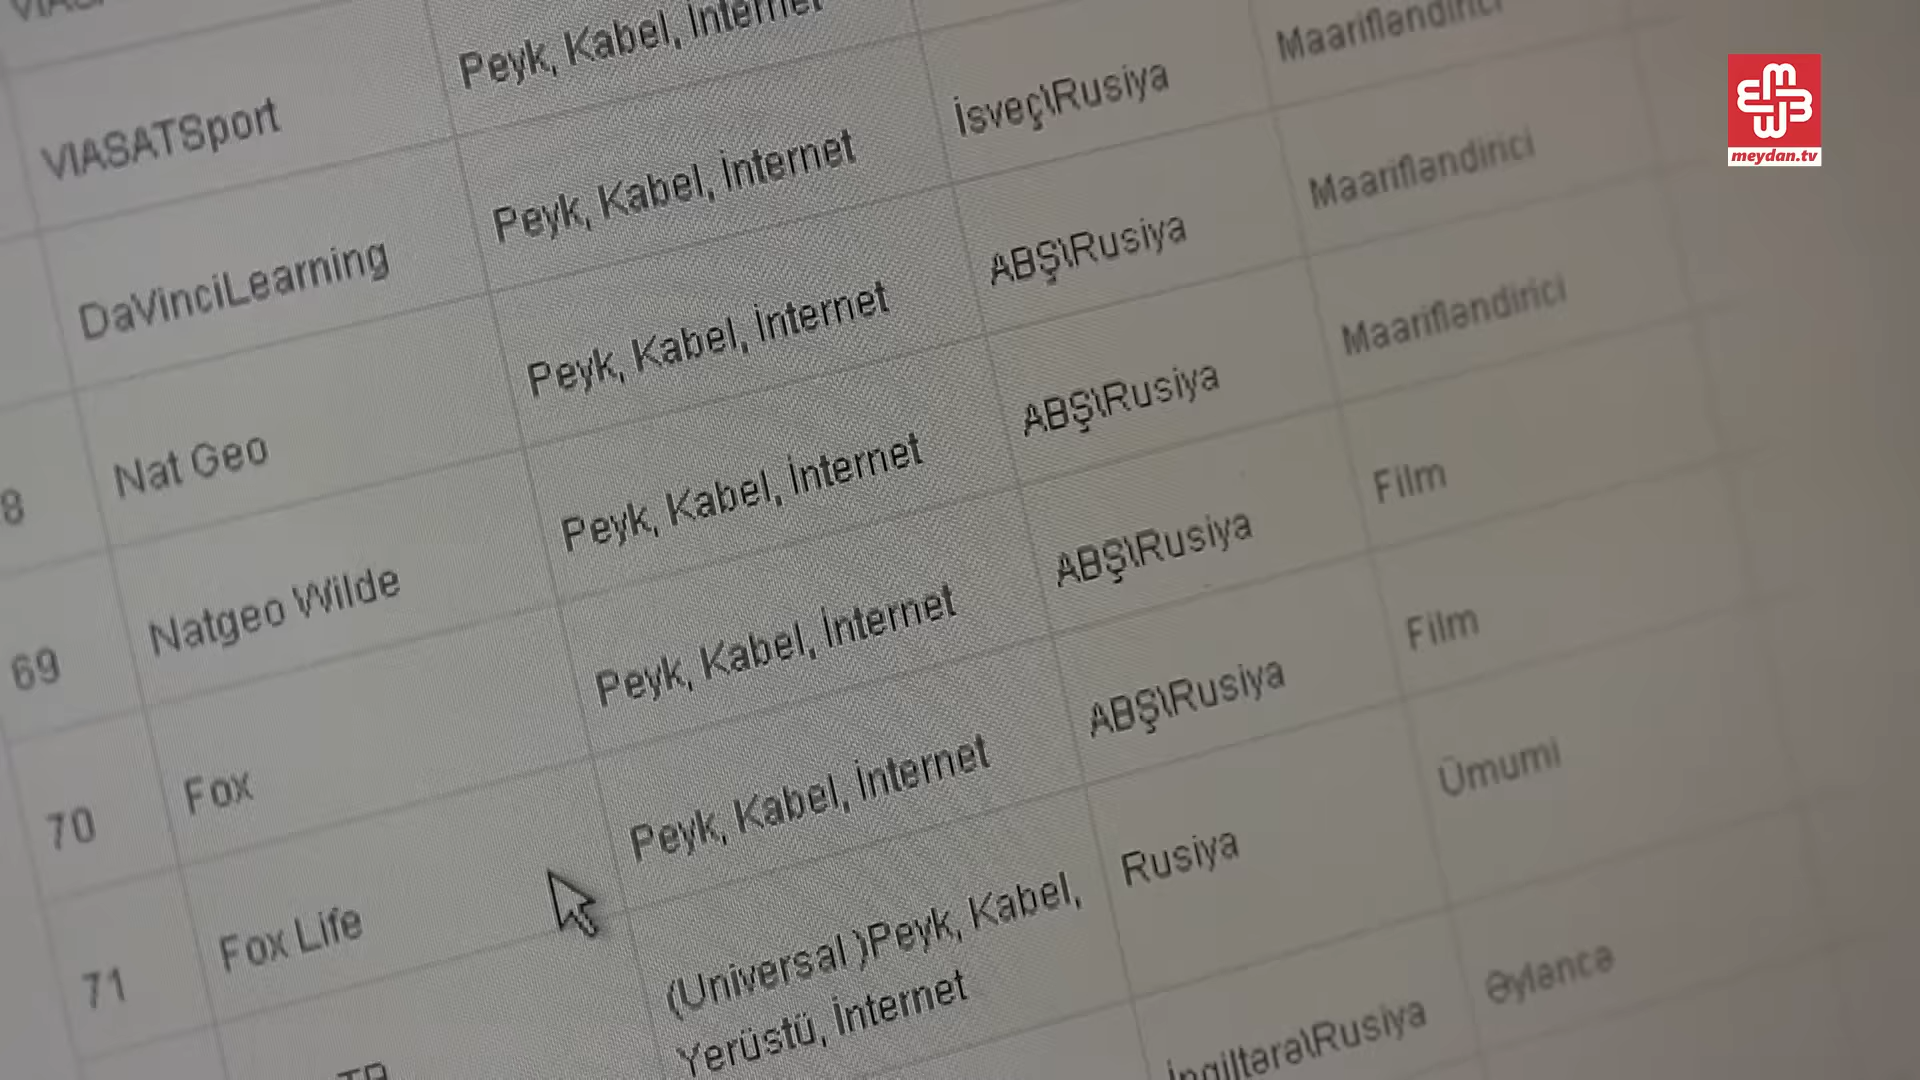 VIASATSport Peyk, Kabel, İnternet
DaVinciLearning Peyk, Kabel, İnternet İsveç\Rusiya Maarifləndirici
8 Nat Geo Peyk, Kabel, İnternet ABŞ\Rusiya Maarifləndirici
69 Natgeo Wilde Peyk, Kabel, İnternet ABŞ\Rusiya Maarifləndirici
70 Fox Peyk, Kabel, İnternet ABŞ\Rusiya Film
71 Fox Life Peyk, Kabel, İnternet ABŞ\Rusiya Film
(Universal )Peyk, Kabel, Rusiya Ümumi
Yerüstü, İnternet
İngiltərə\Rusiya Əyləncə
meydan.tv